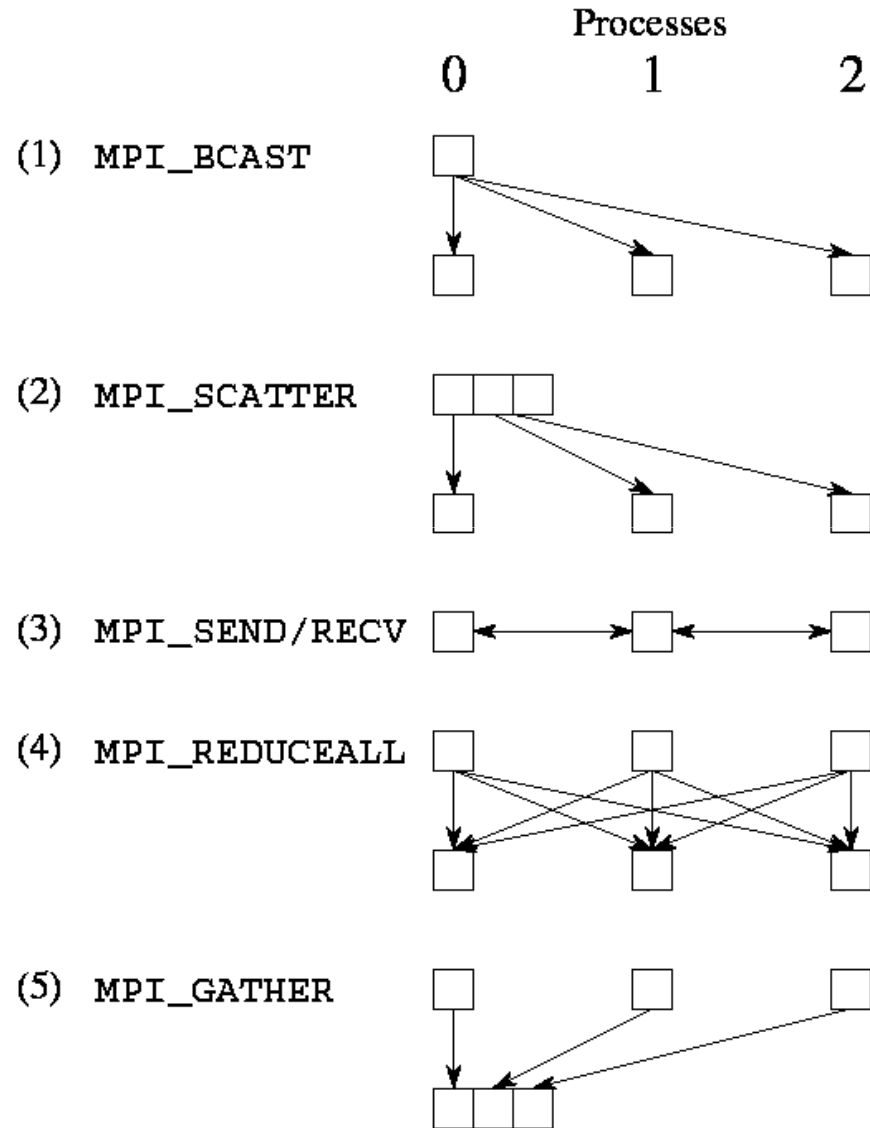 Processes
0 1 2
(1) MPI_BCAST
(2) MPI_SCATTER
(3) MPI_SEND/RECV
(4) MPI_REDUCEALL
(5) MPI_GATHER